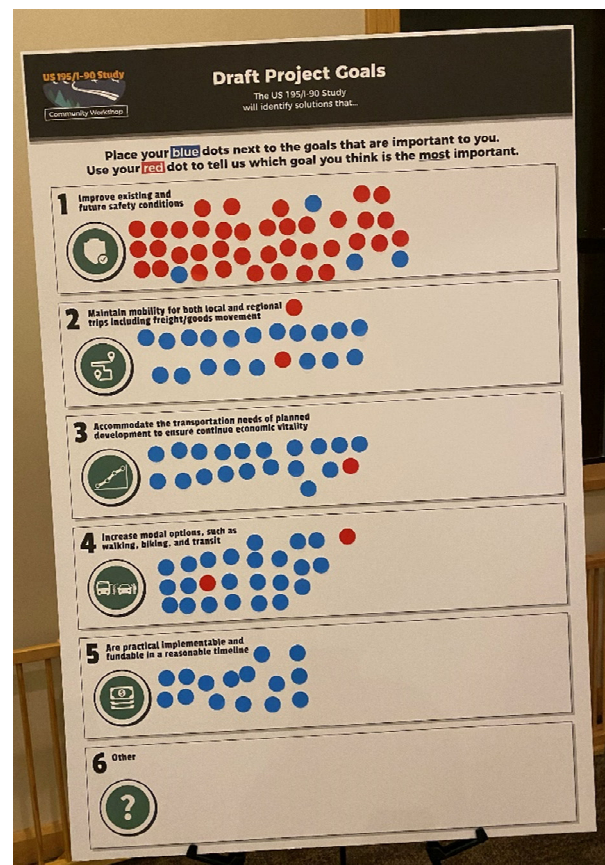 US 195/I-90 Study
Community Workshop
Draft Project Goals
The US 195/I-90 Study
will identify solutions that...
Place your blue dots next to the goals that are important to you.
Use your red dot to tell us which goal you think is the most important.
1 Improve existing and
future safety conditions
2 Maintain mobility for both local and regional
trips including freight/goods movement
3 Accommodate the transportation needs of planned
development to ensure continue economic vitality
4 Increase modal options, such as
walking, biking, and transit
5 Are practical implementable and
fundable in a reasonable timeline
$
6 Other
?